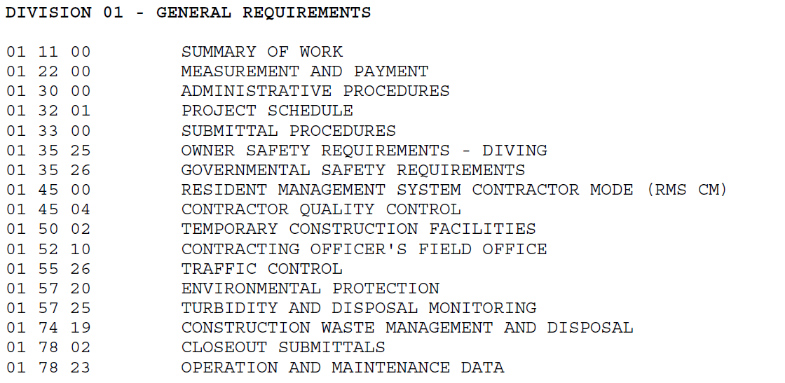 DIVISION 01 - GENERAL REQUIREMENTS
01 11 00 SUMMARY OF WORK
01 22 00 MEASUREMENT AND PAYMENT
01 30 00 ADMINISTRATIVE PROCEDURES
01 32 01 PROJECT SCHEDULE
01 33 00 SUBMITTAL PROCEDURES
01 35 25 OWNER SAFETY REQUIREMENTS - DIVING
01 35 26 GOVERNMENTAL SAFETY REQUIREMENTS
01 45 00 RESIDENT MANAGEMENT SYSTEM CONTRACTOR MODE (RMS CM)
01 45 04 CONTRACTOR QUALITY CONTROL
01 50 02 TEMPORARY CONSTRUCTION FACILITIES
01 52 10 CONTRACTING OFFICER'S FIELD OFFICE
01 55 26 TRAFFIC CONTROL
01 57 20 ENVIRONMENTAL PROTECTION
01 57 25 TURBIDITY AND DISPOSAL MONITORING
01 74 19 CONSTRUCTION WASTE MANAGEMENT AND DISPOSAL
01 78 02 CLOSEOUT SUBMITTALS
01 78 23 OPERATION AND MAINTENANCE DATA